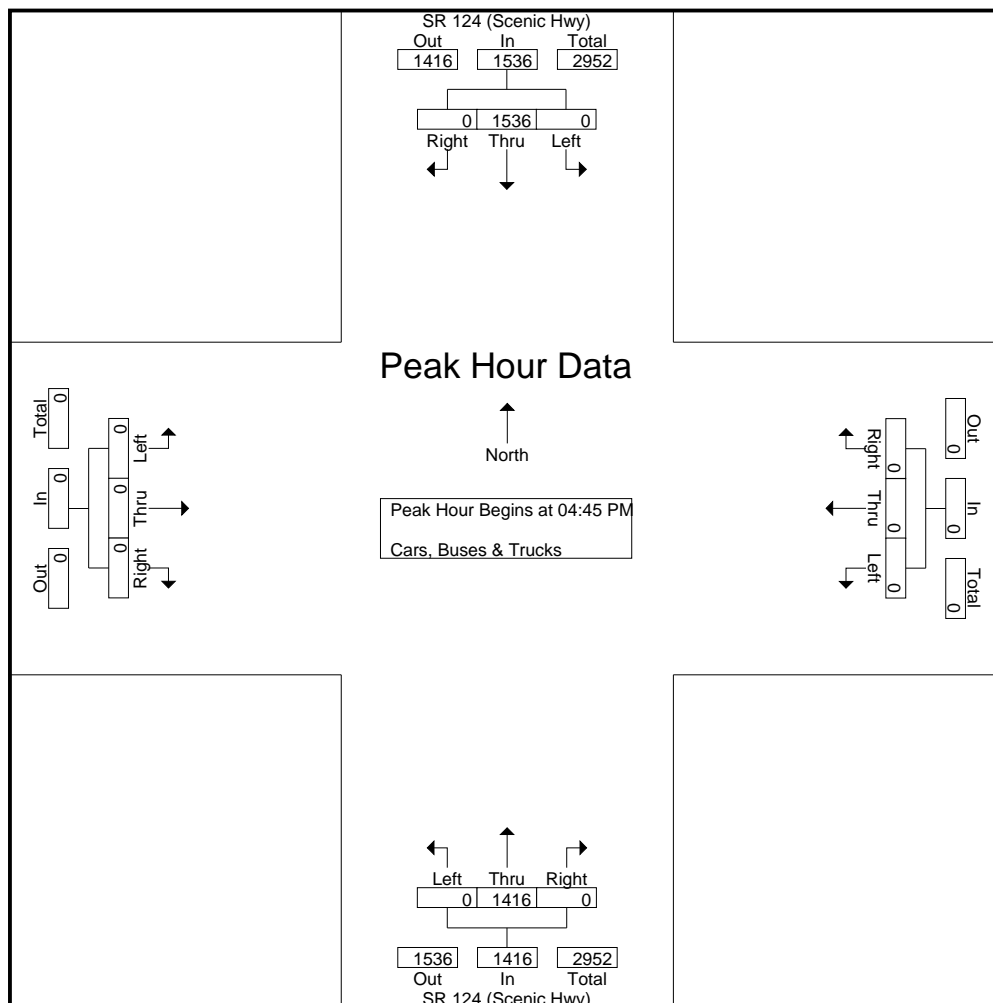 SR 124 (Scenic Hwy)
Out In Total
1416 1536 2952
0 1536 0
Right Thru Left
Peak Hour Data
North
Peak Hour Begins at 04:45 PM
Cars, Buses & Trucks
Total In Out
0 0 0
0 0 0
Left Thru Right
Right Thru Left
0 0 0
0 0 0
Out In Total
Left Thru Right
0 1416 0
1536 1416 2952
Out In Total
SR 124 (Scenic Hwy)